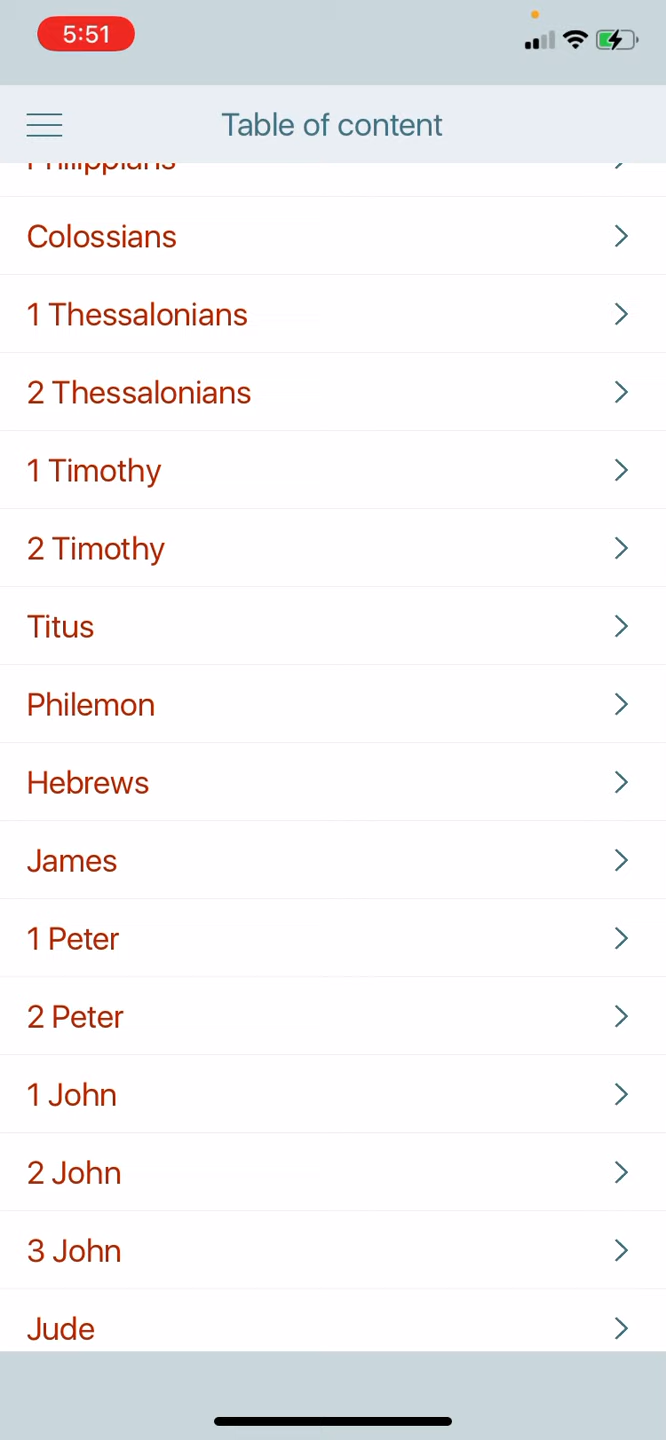 5:51
Table of content
Philippians
Colossians
1 Thessalonians
2 Thessalonians
1 Timothy
2 Timothy
Titus
Philemon
Hebrews
James
1 Peter
2 Peter
1 John
2 John
3 John
Jude